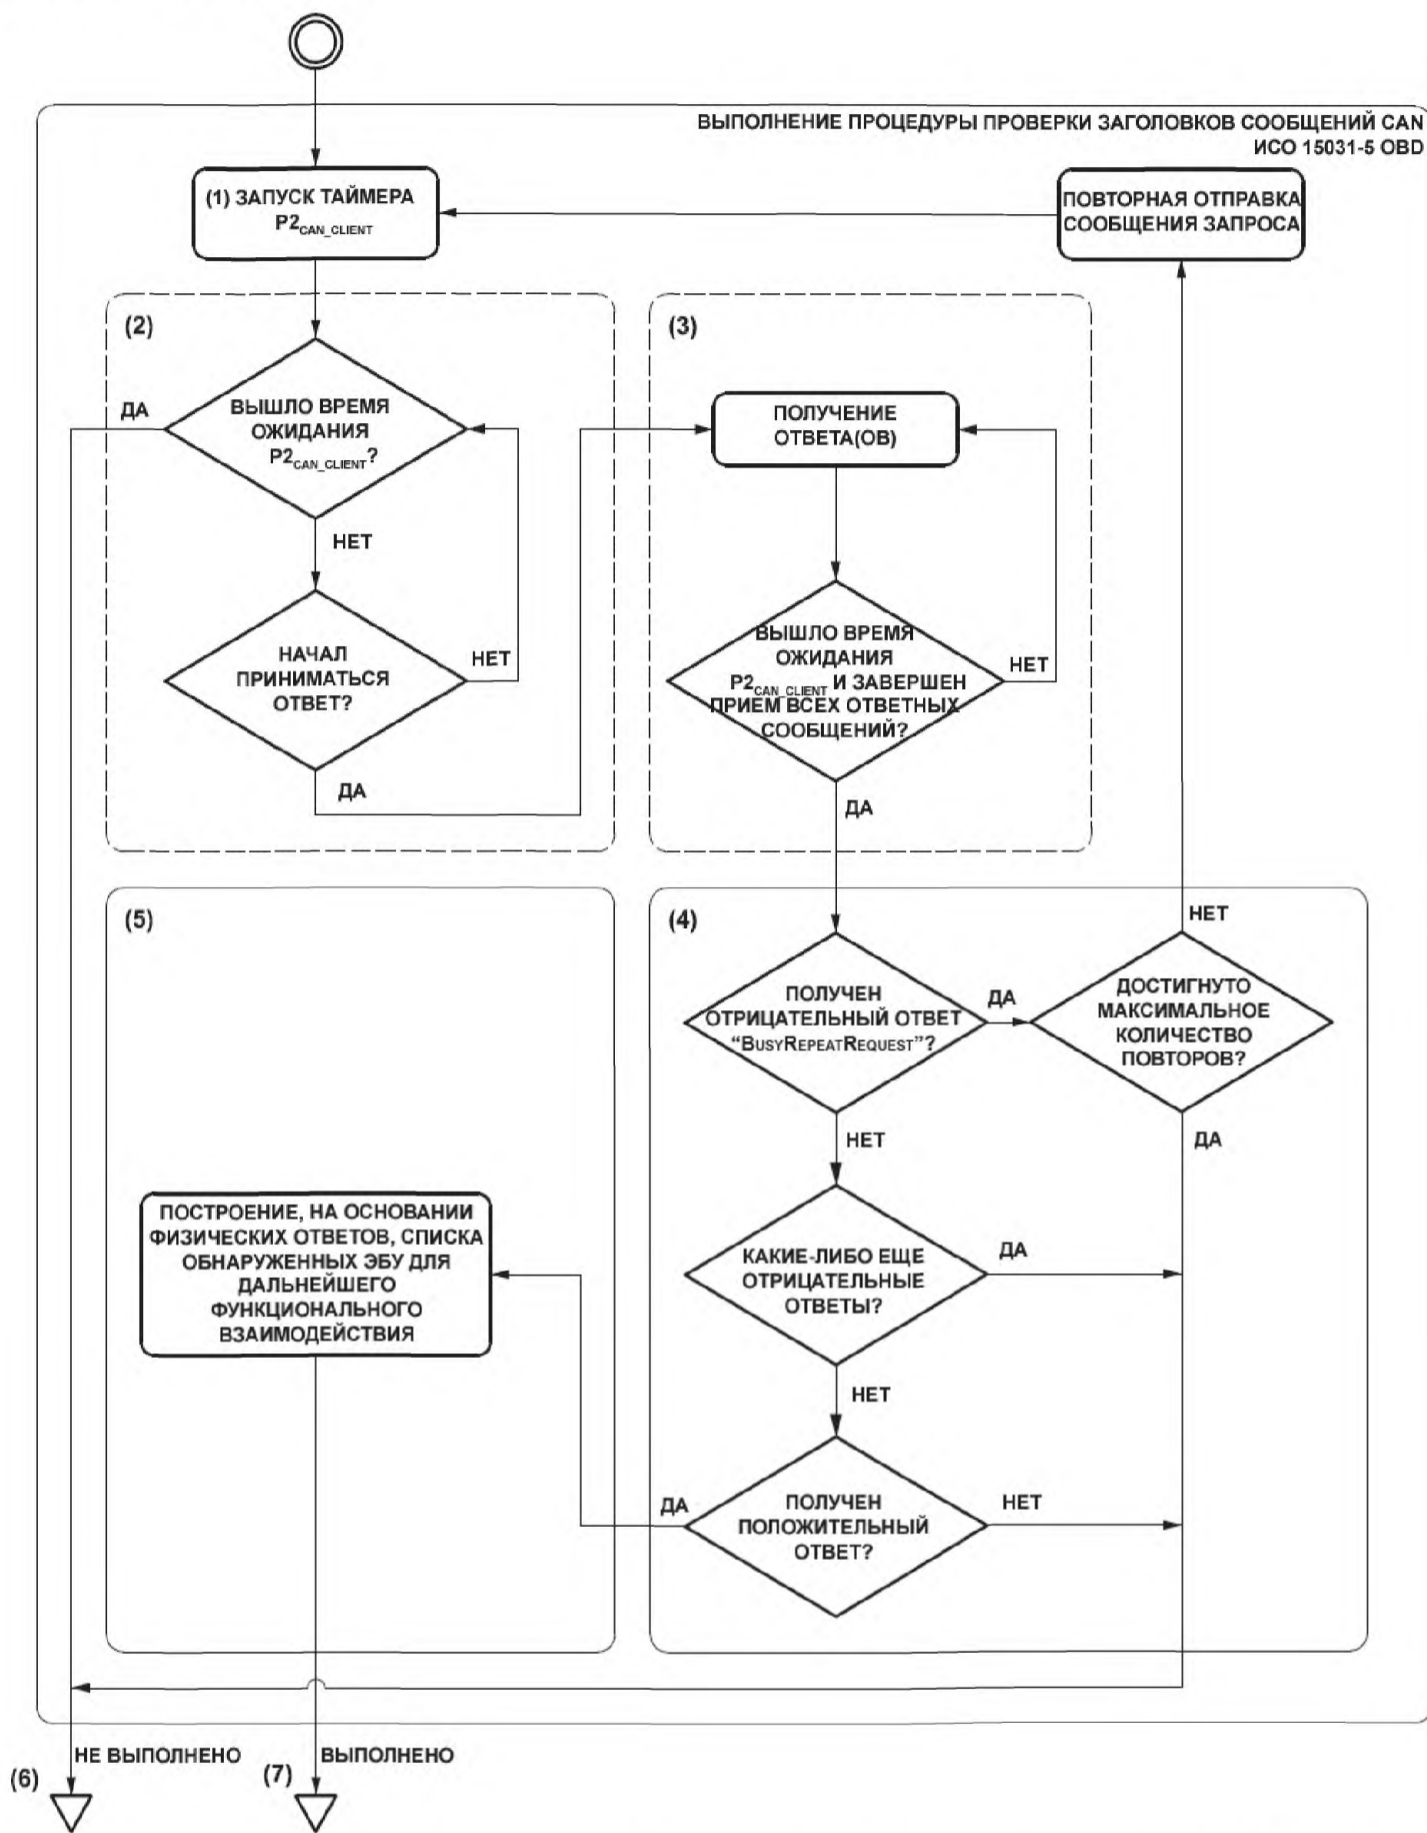 ВЫПОЛНЕНИЕ ПРОЦЕДУРЫ ПРОВЕРКИ ЗАГОЛОВКОВ СООБЩЕНИЙ CAN
ИСО 15031-5 OBD
(1) ЗАПУСК ТАЙМЕРА
P2CAN_CLIENT
ПОВТОРНАЯ ОТПРАВКА
СООБЩЕНИЯ ЗАПРОСА
(2)
ДА
ВЫШЛО ВРЕМЯ
ОЖИДАНИЯ
P2CAN_CLIENT?
НЕТ
НАЧАЛ
ПРИНИМАТЬСЯ
ОТВЕТ?
НЕТ
ДА
(3)
ПОЛУЧЕНИЕ
ОТВЕТА(ОВ)
ВЫШЛО ВРЕМЯ
ОЖИДАНИЯ
P2CAN_CLIENT И ЗАВЕРШЕН
ПРИЕМ ВСЕХ ОТВЕТНЫХ
СООБЩЕНИЙ?
НЕТ
ДА
(5)
ПОСТРОЕНИЕ, НА ОСНОВАНИИ
ФИЗИЧЕСКИХ ОТВЕТОВ, СПИСКА
ОБНАРУЖЕННЫХ ЭБУ ДЛЯ
ДАЛЬНЕЙШЕГО
ФУНКЦИОНАЛЬНОГО
ВЗАИМОДЕЙСТВИЯ
(4)
ПОЛУЧЕН
ОТРИЦАТЕЛЬНЫЙ ОТВЕТ
“BUSYREPEATREQUEST”?
ДА
НЕТ
ДОСТИГНУТО
МАКСИМАЛЬНОЕ
КОЛИЧЕСТВО
ПОВТОРОВ?
НЕТ
ДА
КАКИЕ-ЛИБО ЕЩЕ
ОТРИЦАТЕЛЬНЫЕ
ОТВЕТЫ?
ДА
НЕТ
ДА
ПОЛУЧЕН
ПОЛОЖИТЕЛЬНЫЙ
ОТВЕТ?
НЕТ
НЕ ВЫПОЛНЕНО
(6)
ВЫПОЛНЕНО
(7)